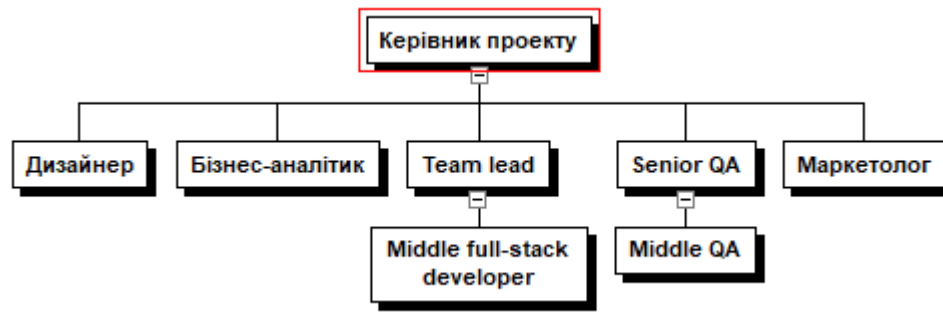 Керівник проекту
Дизайнер
Бізнес-аналітик
Team lead
Senior QA
Маркетолог
Middle full-stack
developer
Middle QA